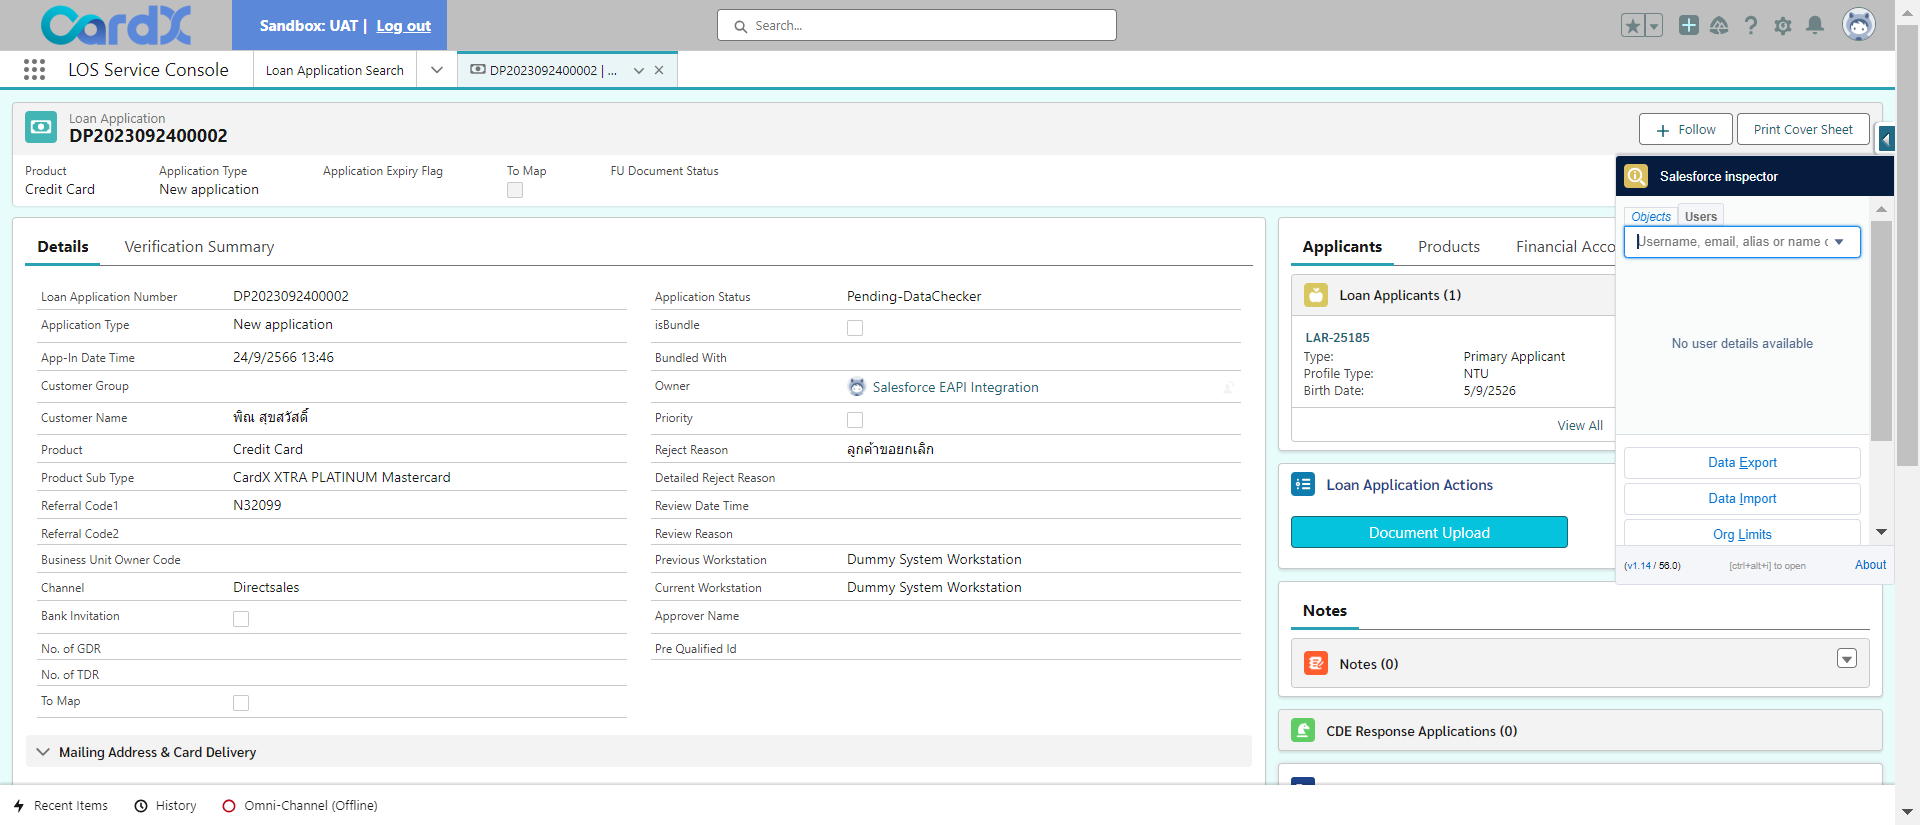 CardX
Sandbox: UAT | Log out
Search...
LOS Service Console
Loan Application Search
DP2023092400002 | ...
Loan Application
DP2023092400002
Follow
Print Cover Sheet
Product
Credit Card
Application Type
New application
Application Expiry Flag
To Map
FU Document Status
Details
Verification Summary
Loan Application Number DP2023092400002
Application Type New application
App-In Date Time 24/9/2566 13:46
Customer Group
Customer Name พิณ สุขสวัสดิ์
Product Credit Card
Product Sub Type CardX XTRA PLATINUM Mastercard
Referral Code1 N32099
Referral Code2
Business Unit Owner Code
Channel Directsales
Bank Invitation
No. of GDR
No. of TDR
To Map
Application Status Pending-DataChecker
isBundle
Bundled With
Owner Salesforce EAPI Integration
Priority
Reject Reason ลูกค้าขอยกเลิก
Detailed Reject Reason
Review Date Time
Review Reason
Previous Workstation Dummy System Workstation
Current Workstation Dummy System Workstation
Approver Name
Pre Qualified Id
Mailing Address & Card Delivery
Applicants
Products
Financial Acco
Loan Applicants (1)
LAR-25185
Type: Primary Applicant
Profile Type: NTU
Birth Date: 5/9/2526
View All
Loan Application Actions
Document Upload
Notes
Notes (0)
CDE Response Applications (0)
Salesforce inspector
Objects
Users
Username, email, alias or name
No user details available
Data Export
Data Import
Org Limits
(v1.14 / 56.0)
[ctrl+alt+i] to open
About
Recent Items
History
Omni-Channel (Offline)